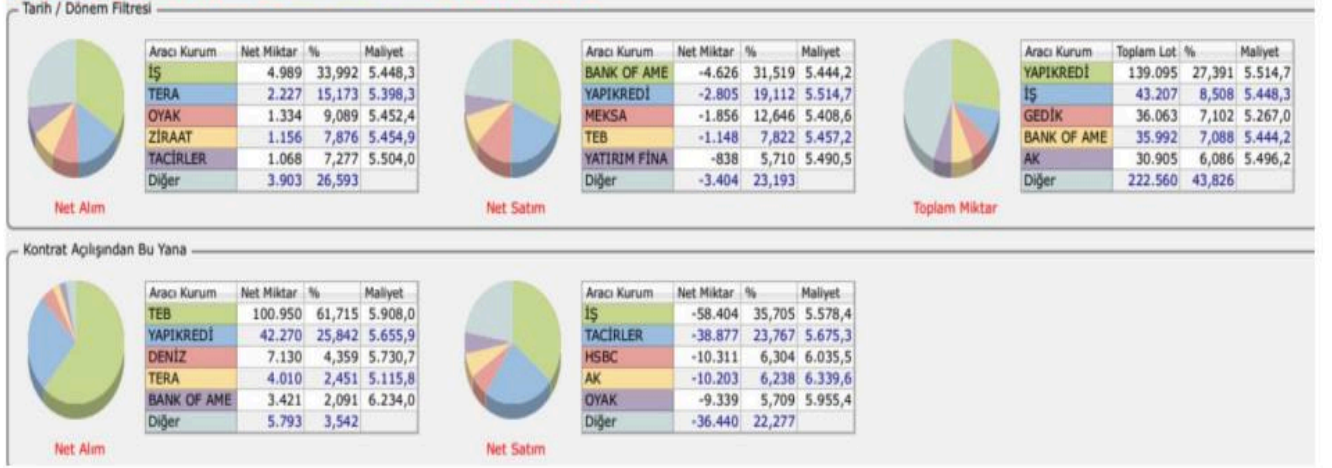 Tarih / Dönem Filtresi
Aracı Kurum Net Miktar % Maliyet
İŞ 4.989 33,992 5.448,3
TERA 2.227 15,173 5.398,3
OYAK 1.334 9,089 5.452,4
ZİRAAT 1.156 7,876 5.454,9
TACİRLER 1.068 7,277 5.504,0
Diğer 3.903 26,593
Net Alım
Aracı Kurum Net Miktar % Maliyet
BANK OF AME -4.626 31,519 5.444,2
YAPIKREDİ -2.805 19,112 5.514,7
MEKSA -1.856 12,646 5.408,6
TEB -1.148 7,822 5.457,2
YATIRIM FİNA -838 5,710 5.490,5
Diğer -3.404 23,193
Net Satım
Aracı Kurum Toplam Lot % Maliyet
YAPIKREDİ 139.095 27,391 5.514,7
İŞ 43.207 8,508 5.448,3
GEDİK 36.063 7,102 5.267,0
BANK OF AME 35.992 7,088 5.444,2
AK 30.905 6,086 5.496,2
Diğer 222.560 43,826
Toplam Miktar
Kontrat Açılışından Bu Yana
Aracı Kurum Net Miktar % Maliyet
TEB 100.950 61,715 5.908,0
YAPIKREDİ 42.270 25,842 5.655,9
DENİZ 7.130 4,359 5.730,7
TERA 4.010 2,451 5.115,8
BANK OF AME 3.421 2,091 6.234,0
Diğer 5.793 3,542
Net Alım
Aracı Kurum Net Miktar % Maliyet
İŞ -58.404 35,705 5.578,4
TACİRLER -38.877 23,767 5.675,3
HSBC -10.311 6,304 6.035,5
AK -10.203 6,238 6.339,6
OYAK -9.339 5,709 5.955,4
Diğer -36.440 22,277
Net Satım